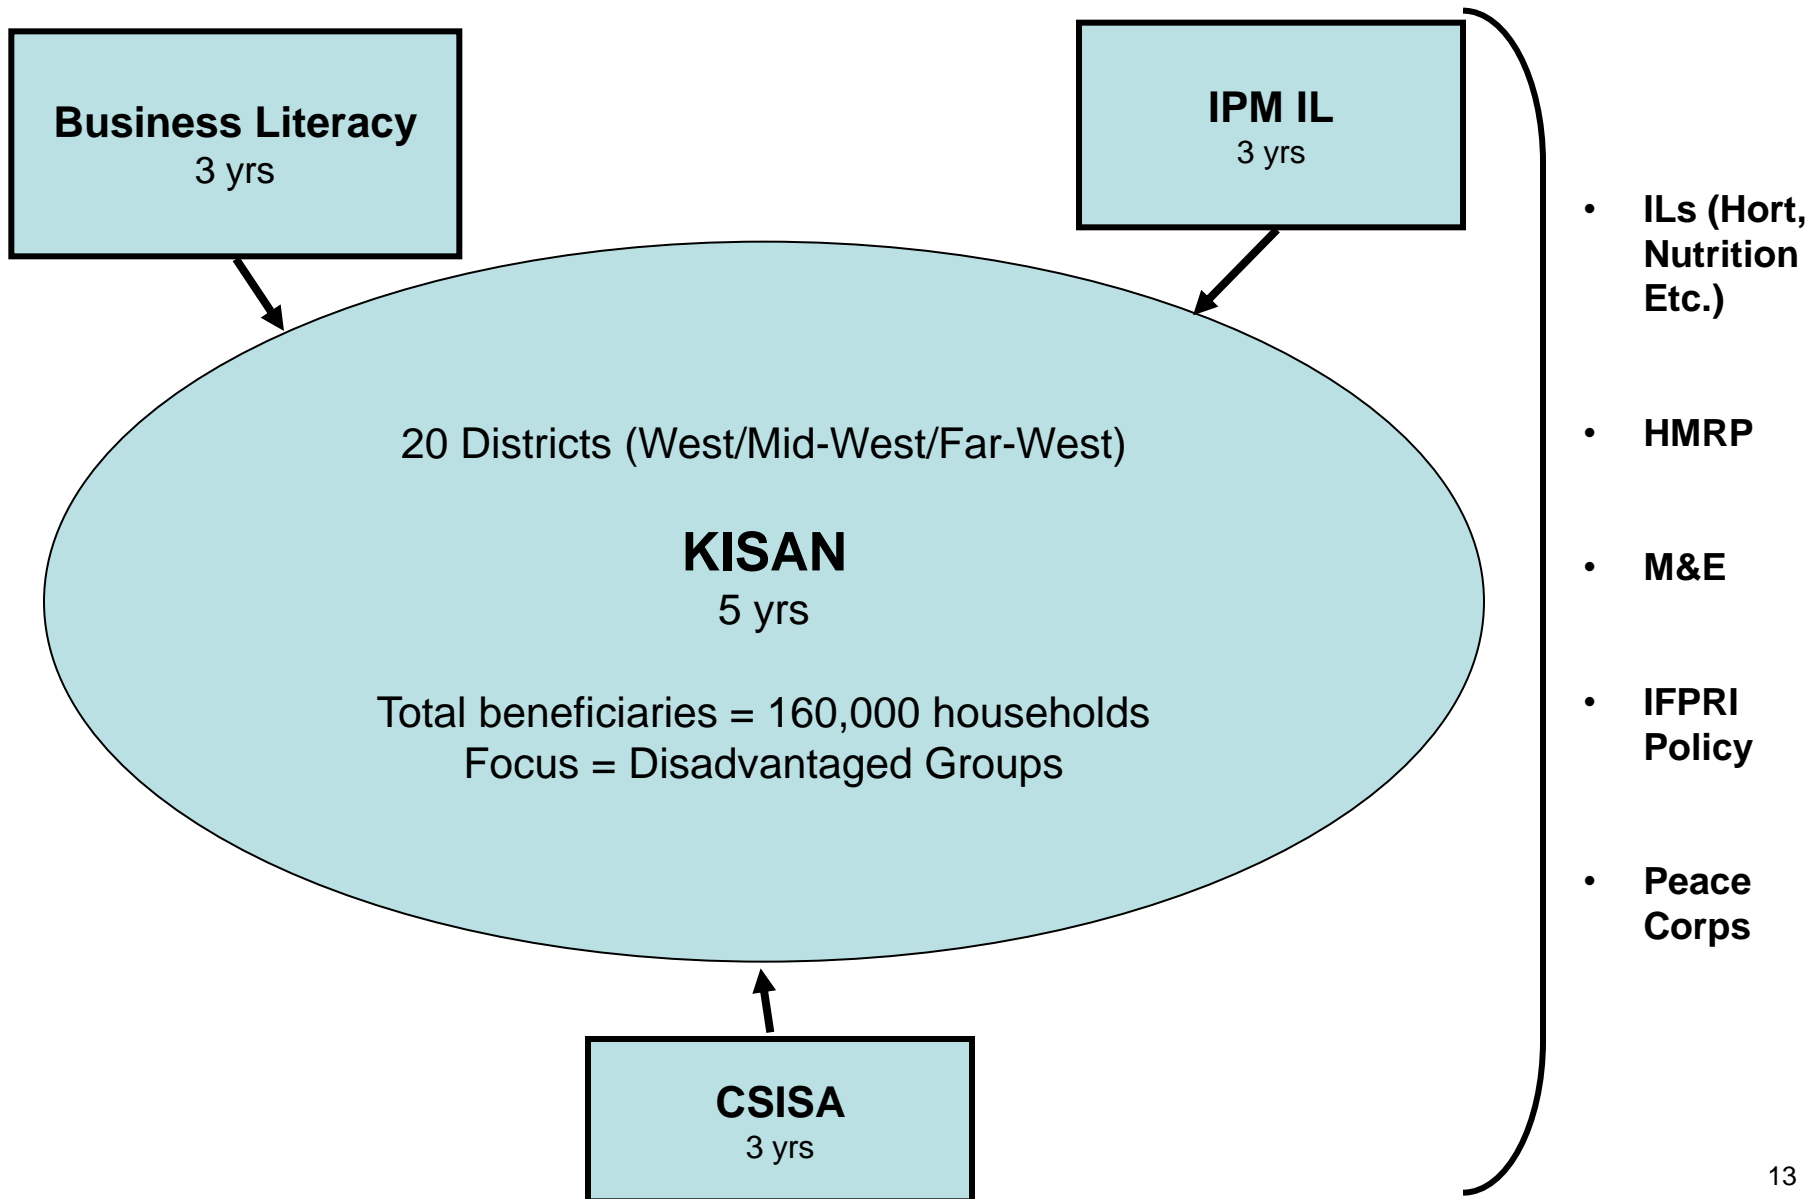 Business Literacy
3 yrs
IPM IL
3 yrs
20 Districts (West/Mid-West/Far-West)
KISAN
5 yrs
Total beneficiaries = 160,000 households
Focus = Disadvantaged Groups
CSISA
3 yrs
• ILs (Hort,
Nutrition
Etc.)
• HMRP
• M&E
• IFPRI
Policy
• Peace
Corps
13